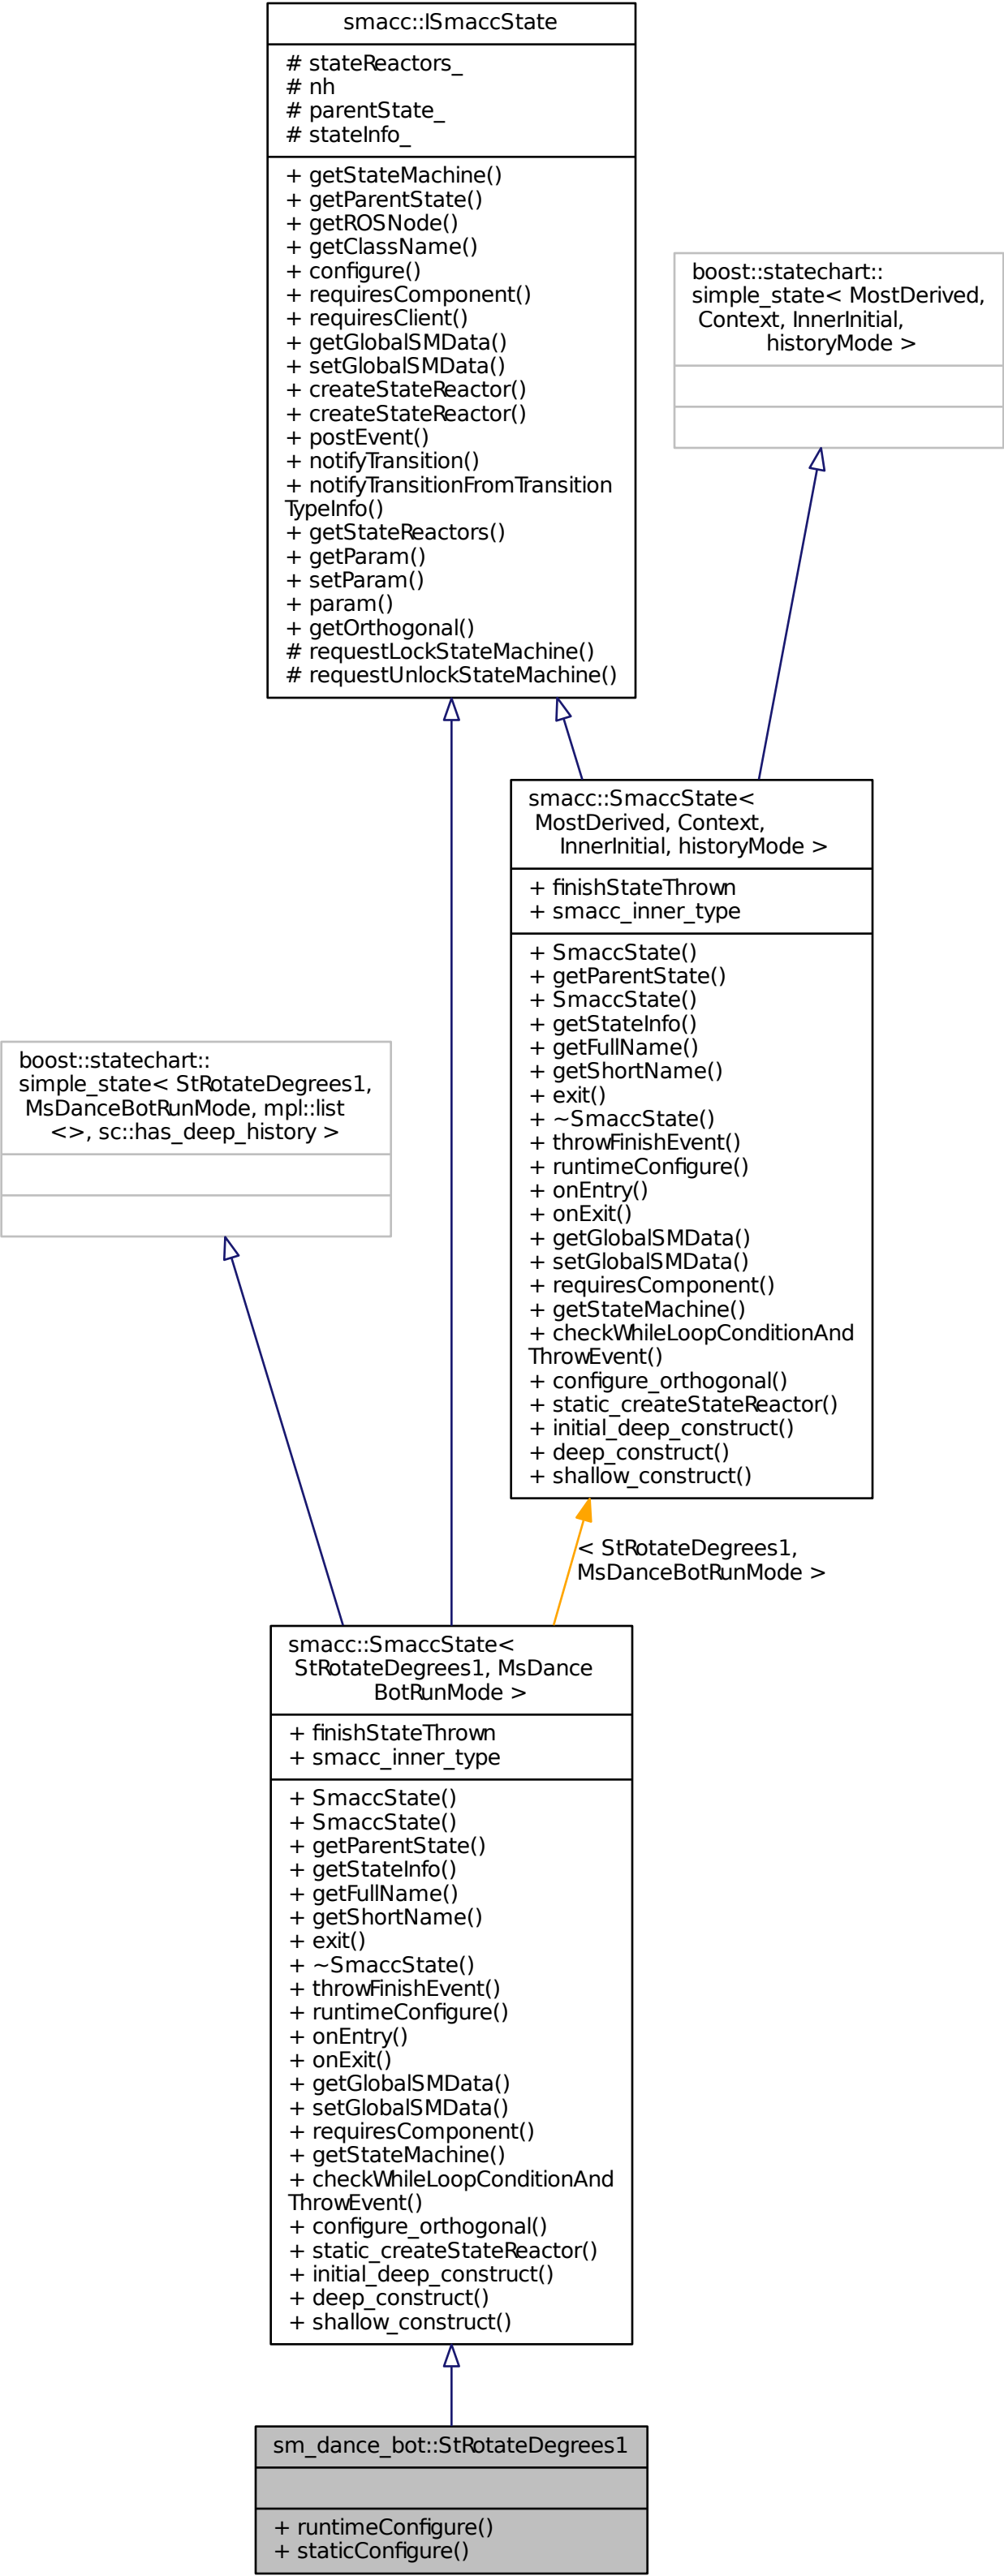 smacc::ISmaccState
# stateReactors_
# nh
# parentState_
# stateInfo_
+ getStateMachine()
+ getParentState()
+ getROSNode()
+ getClassName()
+ configure()
+ requiresComponent()
+ requiresClient()
+ getGlobalSMData()
+ setGlobalSMData()
+ createStateReactor()
+ createStateReactor()
+ postEvent()
+ notifyTransition()
+ notifyTransitionFromTransition
TypeInfo()
+ getStateReactors()
+ getParam()
+ setParam()
+ param()
+ getOrthogonal()
# requestLockStateMachine()
# requestUnlockStateMachine()
boost::statechart::
simple_state< MostDerived,
Context, InnerInitial,
historyMode >
smacc::SmaccState<
MostDerived, Context,
InnerInitial, historyMode >
+ finishStateThrown
+ smacc_inner_type
+ SmaccState()
+ getParentState()
+ SmaccState()
+ getStateInfo()
+ getFullName()
+ getShortName()
+ exit()
+ ~SmaccState()
+ throwFinishEvent()
+ runtimeConfigure()
+ onEntry()
+ onExit()
+ getGlobalSMData()
+ setGlobalSMData()
+ requiresComponent()
+ getStateMachine()
+ checkWhileLoopConditionAnd
ThrowEvent()
+ configure_orthogonal()
+ static_createStateReactor()
+ initial_deep_construct()
+ deep_construct()
+ shallow_construct()
boost::statechart::
simple_state< StRotateDegrees1,
MsDanceBotRunMode, mpl::list
<>, sc::has_deep_history >
< StRotateDegrees1,
MsDanceBotRunMode >
smacc::SmaccState<
StRotateDegrees1, MsDance
BotRunMode >
+ finishStateThrown
+ smacc_inner_type
+ SmaccState()
+ SmaccState()
+ getParentState()
+ getStateInfo()
+ getFullName()
+ getShortName()
+ exit()
+ ~SmaccState()
+ throwFinishEvent()
+ runtimeConfigure()
+ onEntry()
+ onExit()
+ getGlobalSMData()
+ setGlobalSMData()
+ requiresComponent()
+ getStateMachine()
+ checkWhileLoopConditionAnd
ThrowEvent()
+ configure_orthogonal()
+ static_createStateReactor()
+ initial_deep_construct()
+ deep_construct()
+ shallow_construct()
sm_dance_bot::StRotateDegrees1
+ runtimeConfigure()
+ staticConfigure()